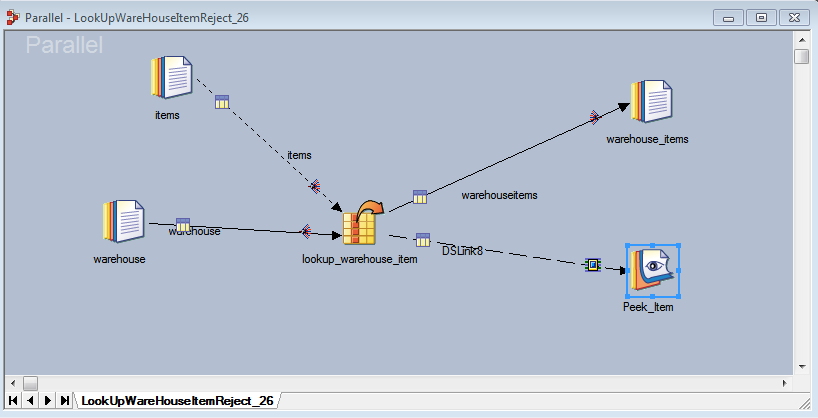 Parallel - LookUpWareHouseItemReject_26
Parallel
items
warehouse_items
items
warehouseitems
warehouse
warehouse
lookup_warehouse_item
DSLink8
Peek_Item
LookUpWareHouseItemReject_26